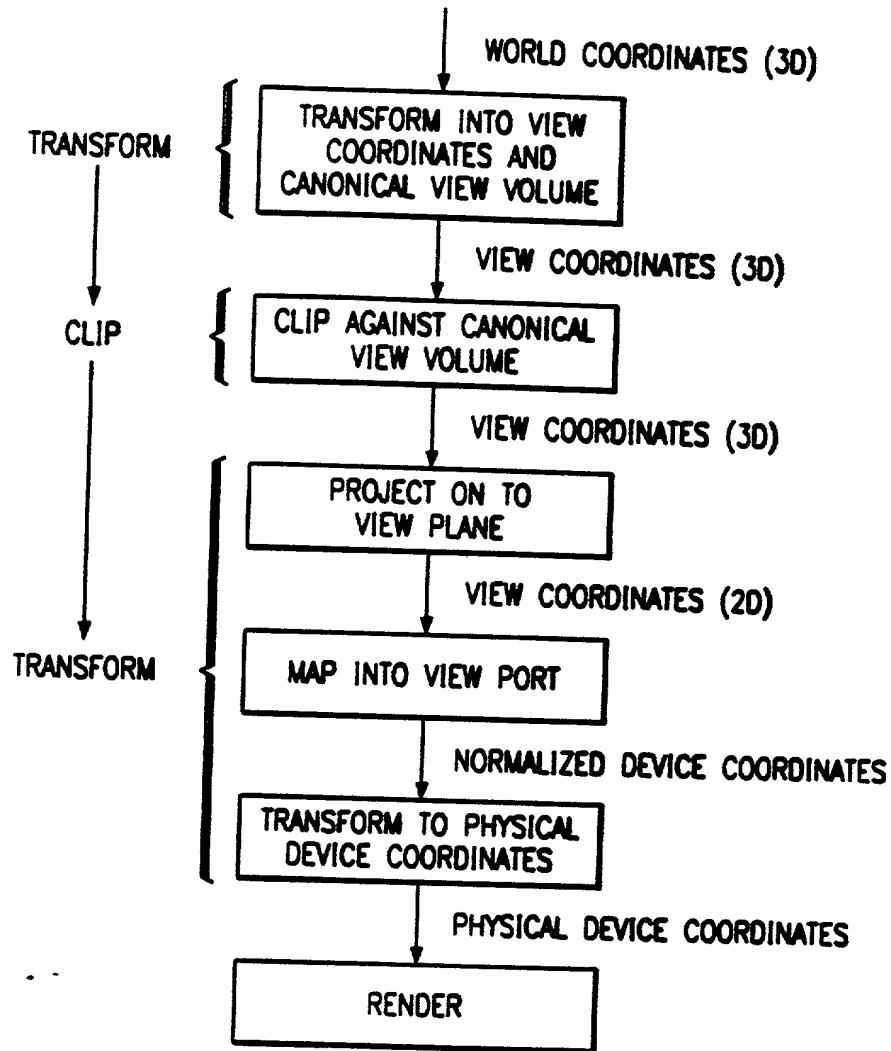 WORLD COORDINATES (3D)
TRANSFORM
TRANSFORM INTO VIEW
COORDINATES AND
CANONICAL VIEW VOLUME
VIEW COORDINATES (3D)
CLIP
CLIP AGAINST CANONICAL
VIEW VOLUME
VIEW COORDINATES (3D)
PROJECT ON TO
VIEW PLANE
VIEW COORDINATES (2D)
TRANSFORM
MAP INTO VIEW PORT
NORMALIZED DEVICE COORDINATES
TRANSFORM TO PHYSICAL
DEVICE COORDINATES
PHYSICAL DEVICE COORDINATES
RENDER